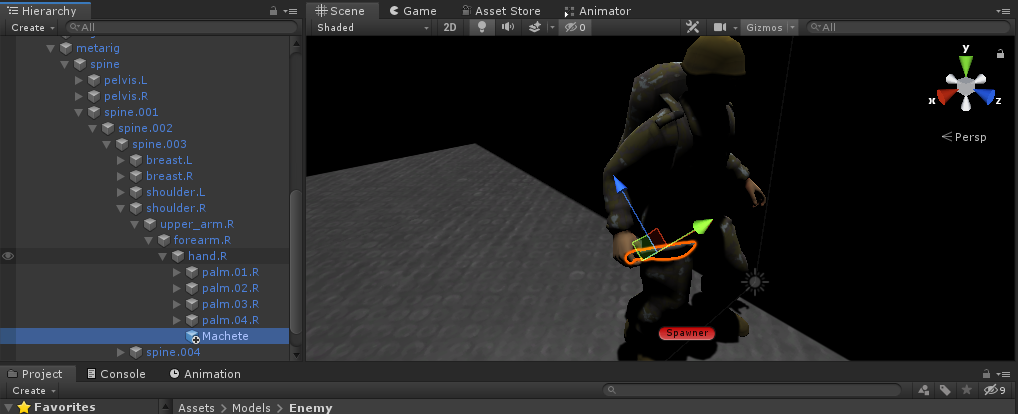 Hierarchy
Create
All
metarig
spine
pelvis.L
pelvis.R
spine.001
spine.002
spine.003
breast.L
breast.R
shoulder.L
shoulder.R
upper_arm.R
forearm.R
hand.R
palm.01.R
palm.02.R
palm.03.R
palm.04.R
Machete
spine.004
Scene Game Asset Store Animator
Shaded 2D 0 Gizmos All
y
x z
Persp
Spawner
Project Console Animation
Create 9
Favorites Assets Models Enemy